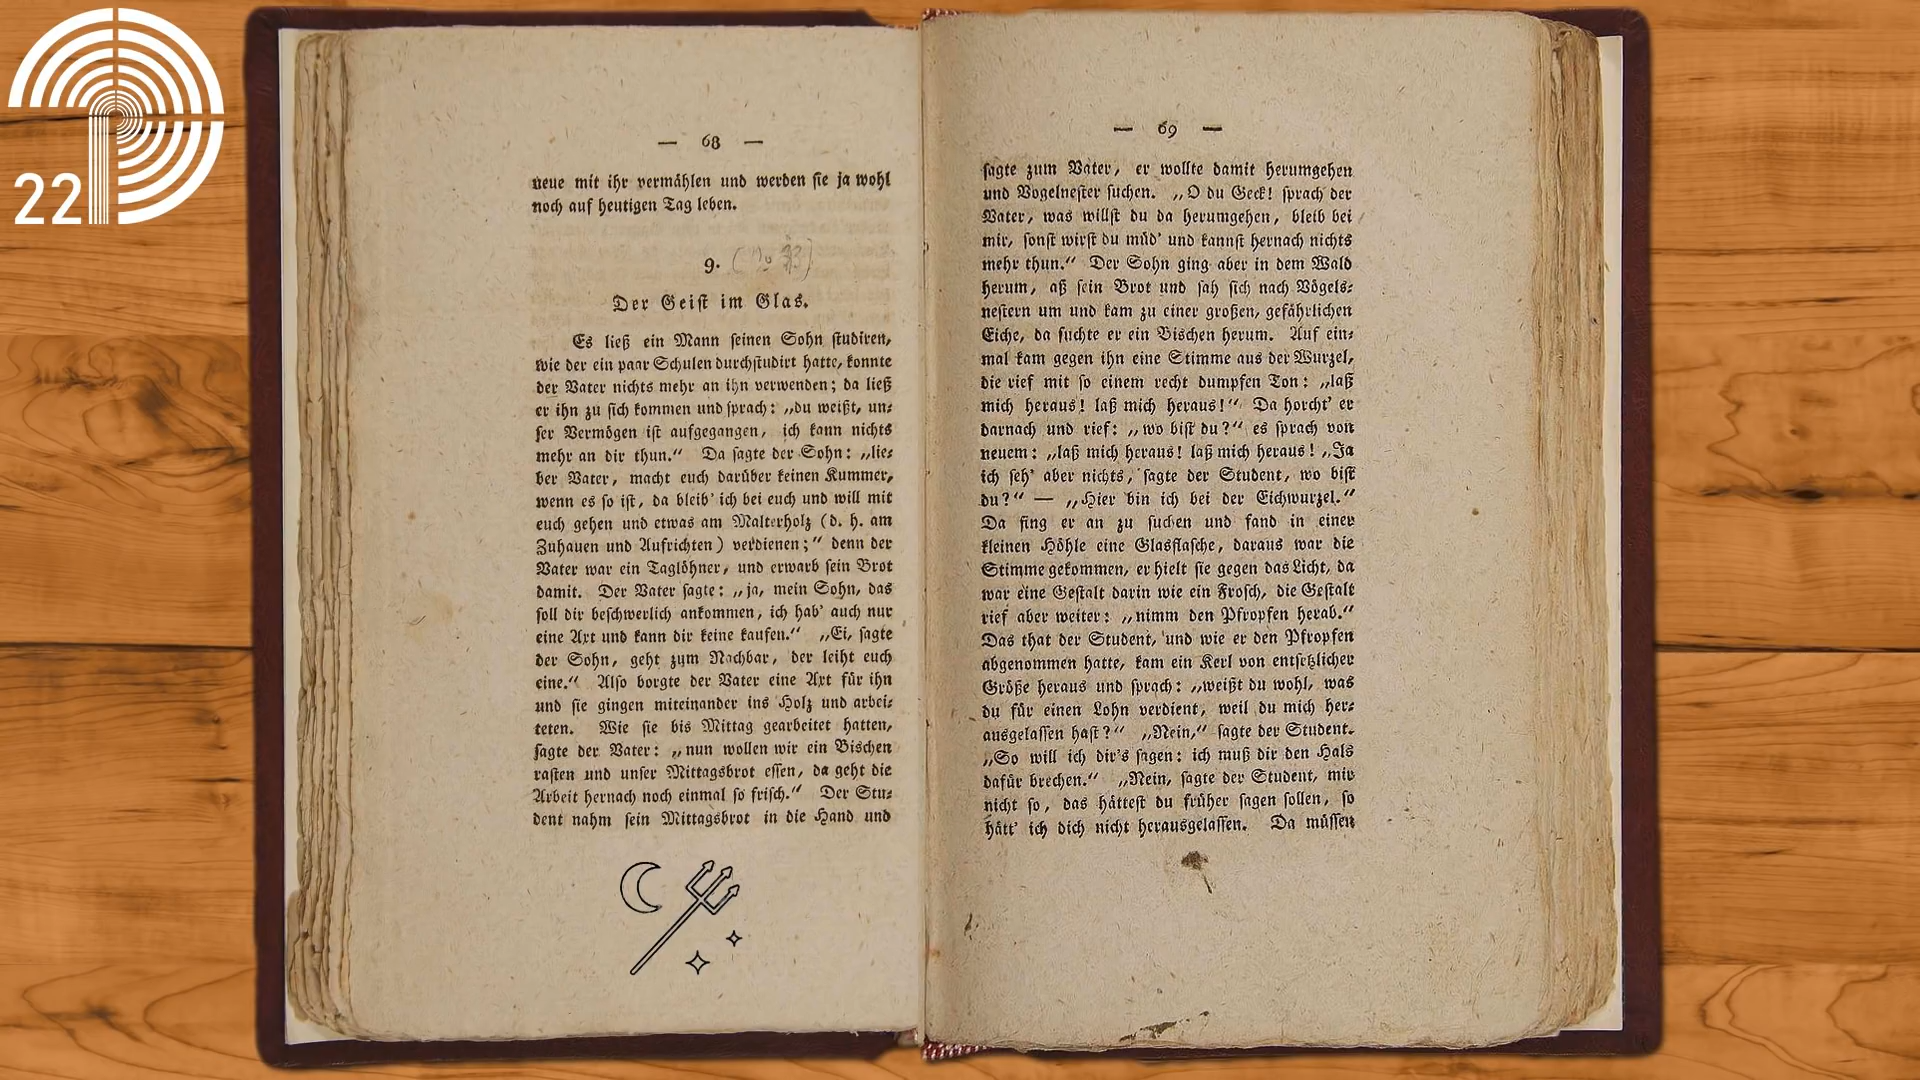 22
— 68 —
neue mit ihr vermählen und werden sie ja wohl
noch auf heutigen Tag leben.
9. (No 33)
Der Geist im Glas.
Es ließ ein Mann seinen Sohn studiren,
wie der ein paar Schulen durchstudirt hatte, konnte
der Vater nichts mehr an ihn verwenden; da ließ
er ihn zu sich kommen und sprach: „du weißt, un-
ser Vermögen ist aufgegangen, ich kann nichts
mehr an dir thun.“ Da sagte der Sohn: „lie-
ber Vater, macht euch darüber keinen Kummer,
wenn es so ist, da bleib' ich bei euch und will mit
euch gehen und etwas am Malterholz (d. h. am
Zuhauen und Aufrichten) verdienen;“ denn der
Vater war ein Taglöhner, und erwarb sein Brot
damit. Der Vater sagte: „ja, mein Sohn, das
soll dir beschwerlich ankommen, ich hab' auch nur
eine Axt und kann dir keine kaufen.“ „Ei, sagte
der Sohn, geht zum Nachbar, der leiht euch
eine.“ Also borgte der Vater eine Axt für ihn
und sie gingen miteinander ins Holz und arbei-
teten. Wie sie bis Mittag gearbeitet hatten,
sagte der Vater: „nun wollen wir ein Bischen
rasten und unser Mittagsbrot essen, da geht die
Arbeit hernach noch einmal so frisch.“ Der Stu-
dent nahm sein Mittagsbrot in die Hand und
— 69 —
sagte zum Vater, er wollte damit herumgehen
und Vogelnester suchen. „O du Geck! sprach der
Vater, was willst du da herumgehen, bleib bei
mir, sonst wirst du müd' und kannst hernach nichts
mehr thun.“ Der Sohn ging aber in dem Wald
herum, aß sein Brot und sah sich nach Vögels-
nestern um und kam zu einer großen, gefährlichen
Eiche, da suchte er ein Bischen herum. Auf ein-
mal kam gegen ihn eine Stimme aus der Wurzel,
die rief mit so einem recht dumpfen Ton: „laß
mich heraus! laß mich heraus!“ Da horcht' er
darnach und rief: „wo bist du?“ es sprach von
neuem: „laß mich heraus! laß mich heraus! „Ja
ich seh' aber nichts, sagte der Student, wo bist
du?“ — „Hier bin ich bei der Eichwurzel.“
Da fing er an zu suchen und fand in einer
kleinen Höhle eine Glasflasche, daraus war die
Stimme gekommen, er hielt sie gegen das Licht, da
war eine Gestalt darin wie ein Frosch, die Gestalt
rief aber weiter: „nimm den Pfropfen herab.“
Das that der Student, und wie er den Pfropfen
abgenommen hatte, kam ein Kerl von entsetzlicher
Größe heraus und sprach: „weißt du wohl, was
du für einen Lohn verdient, weil du mich her-
ausgelassen hast?“ „Nein,“ sagte der Student.
„So will ich dir's sagen: ich muß dir den Hals
dafür brechen.“ „Nein, sagte der Student, mir
nicht so, das hättest du früher sagen sollen, so
hätt' ich dich nicht herausgelassen. Da müssen